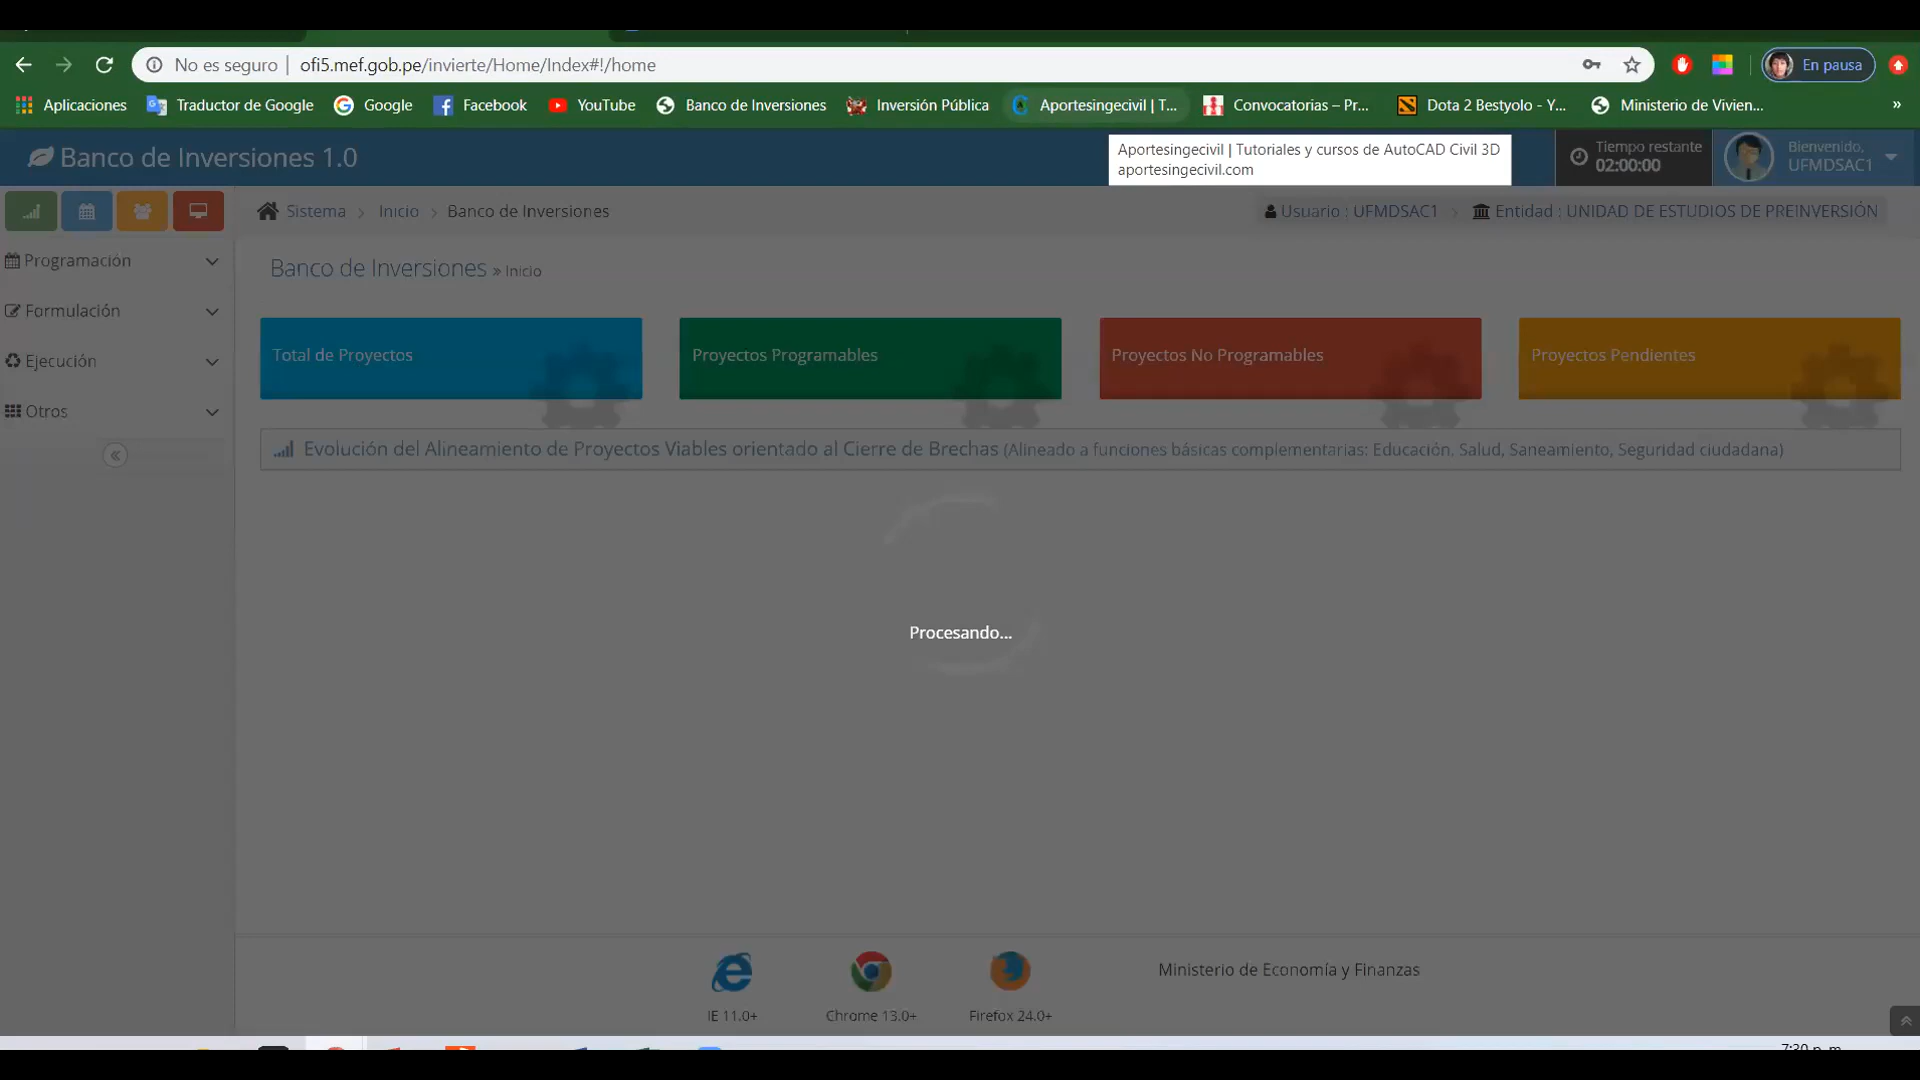 No es seguro | ofi5.mef.gob.pe/invierte/Home/Index#!/home
En pausa
Aplicaciones Traductor de Google Google Facebook YouTube Banco de Inversiones Inversión Pública Aportesingecivil | T... Convocatorias – Pr... Dota 2 Bestyolo - Y... Ministerio de Vivien... »
Banco de Inversiones 1.0
Aportesingecivil | Tutoriales y cursos de AutoCAD Civil 3D
aportesingecivil.com
Tiempo restante
02:00:00
Bienvenido,
UFMDSAC1
Sistema > Inicio > Banco de Inversiones
Usuario : UFMDSAC1 > Entidad : UNIDAD DE ESTUDIOS DE PREINVERSIÓN
Programación
Formulación
Ejecución
Otros
Banco de Inversiones » Inicio
Total de Proyectos
Proyectos Programables
Proyectos No Programables
Proyectos Pendientes
Evolución del Alineamiento de Proyectos Viables orientado al Cierre de Brechas (Alineado a funciones básicas complementarias: Educación, Salud, Saneamiento, Seguridad ciudadana)
Procesando...
IE 11.0+
Chrome 13.0+
Firefox 24.0+
Ministerio de Economía y Finanzas
7:30 p. m.